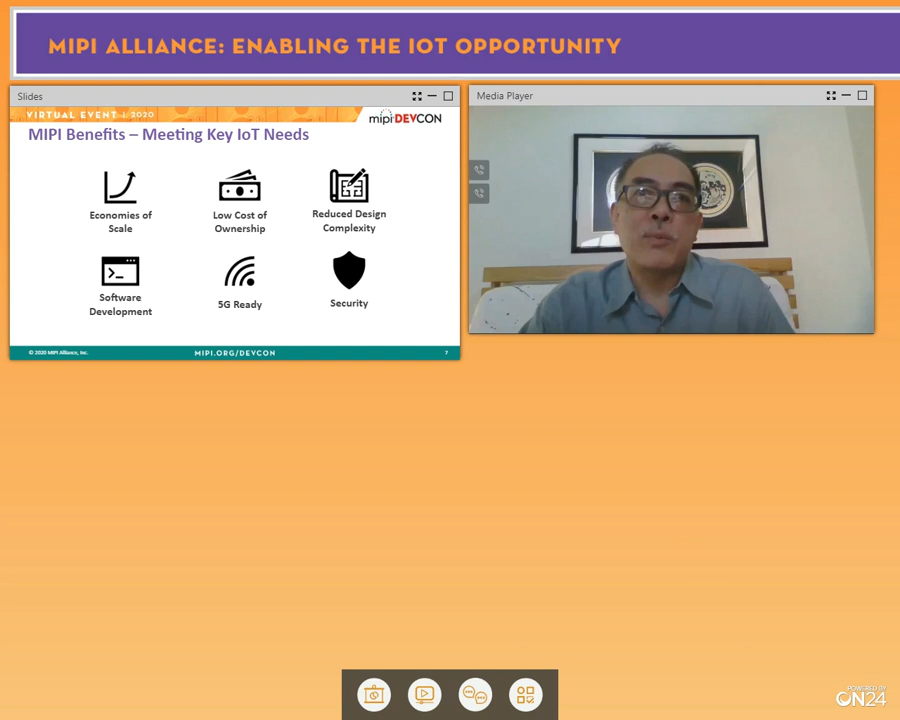 MIPI ALLIANCE: ENABLING THE IOT OPPORTUNITY
Slides
VIRTUAL EVENT | 2020
mipi DEVCON
MIPI Benefits – Meeting Key IoT Needs
Economies of
Scale
Low Cost of
Ownership
Reduced Design
Complexity
Software
Development
5G Ready
Security
© 2020 MIPI Alliance, Inc.
MIPI.ORG/DEVCON
7
Media Player
POWERED BY
ON24